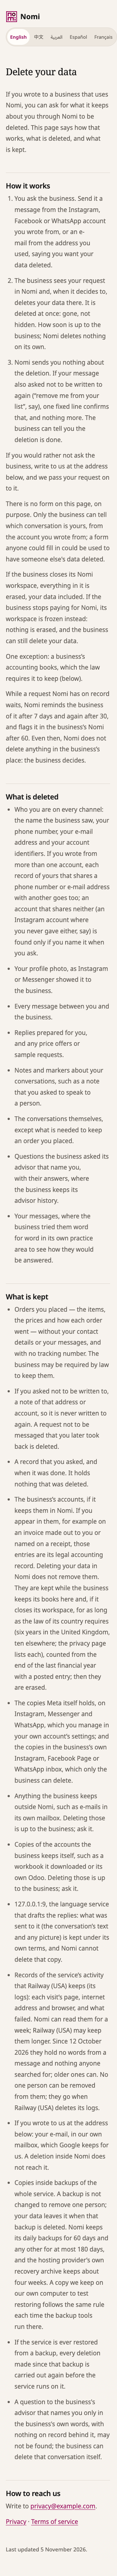 Nomi
English 中文 العربية Español Français
Delete your data
If you wrote to a business that uses
Nomi, you can ask for what it keeps
about you through Nomi to be
deleted. This page says how that
works, what is deleted, and what
is kept.
How it works
1. You ask the business. Send it a
message from the Instagram,
Facebook or WhatsApp account
you wrote from, or an e-
mail from the address you
used, saying you want your
data deleted.
2. The business sees your request
in Nomi and, when it decides to,
deletes your data there. It is
deleted at once: gone, not
hidden. How soon is up to the
business; Nomi deletes nothing
on its own.
3. Nomi sends you nothing about
the deletion. If your message
also asked not to be written to
again (“remove me from your
list”, say), one fixed line confirms
that, and nothing more. The
business can tell you the
deletion is done.
If you would rather not ask the
business, write to us at the address
below, and we pass your request on
to it.
There is no form on this page, on
purpose. Only the business can tell
which conversation is yours, from
the account you wrote from; a form
anyone could fill in could be used to
have someone else’s data deleted.
If the business closes its Nomi
workspace, everything in it is
erased, your data included. If the
business stops paying for Nomi, its
workspace is frozen instead:
nothing is erased, and the business
can still delete your data.
One exception: a business’s
accounting books, which the law
requires it to keep (below).
While a request Nomi has on record
waits, Nomi reminds the business
of it after 7 days and again after 30,
and flags it in the business’s Nomi
after 60. Even then, Nomi does not
delete anything in the business’s
place: the business decides.
What is deleted
• Who you are on every channel:
the name the business saw, your
phone number, your e-mail
address and your account
identifiers. If you wrote from
more than one account, each
record of yours that shares a
phone number or e-mail address
with another goes too; an
account that shares neither (an
Instagram account where
you never gave either, say) is
found only if you name it when
you ask.
• Your profile photo, as Instagram
or Messenger showed it to
the business.
• Every message between you and
the business.
• Replies prepared for you,
and any price offers or
sample requests.
• Notes and markers about your
conversations, such as a note
that you asked to speak to
a person.
• The conversations themselves,
except what is needed to keep
an order you placed.
• Questions the business asked its
advisor that name you,
with their answers, where
the business keeps its
advisor history.
• Your messages, where the
business tried them word
for word in its own practice
area to see how they would
be answered.
What is kept
• Orders you placed — the items,
the prices and how each order
went — without your contact
details or your messages, and
with no tracking number. The
business may be required by law
to keep them.
• If you asked not to be written to,
a note of that address or
account, so it is never written to
again. A request not to be
messaged that you later took
back is deleted.
• A record that you asked, and
when it was done. It holds
nothing that was deleted.
• The business’s accounts, if it
keeps them in Nomi. If you
appear in them, for example on
an invoice made out to you or
named on a receipt, those
entries are its legal accounting
record. Deleting your data in
Nomi does not remove them.
They are kept while the business
keeps its books here and, if it
closes its workspace, for as long
as the law of its country requires
(six years in the United Kingdom,
ten elsewhere; the privacy page
lists each), counted from the
end of the last financial year
with a posted entry; then they
are erased.
• The copies Meta itself holds, on
Instagram, Messenger and
WhatsApp, which you manage in
your own account’s settings; and
the copies in the business’s own
Instagram, Facebook Page or
WhatsApp inbox, which only the
business can delete.
• Anything the business keeps
outside Nomi, such as e-mails in
its own mailbox. Deleting those
is up to the business; ask it.
• Copies of the accounts the
business keeps itself, such as a
workbook it downloaded or its
own Odoo. Deleting those is up
to the business; ask it.
• 127.0.0.1:9, the language service
that drafts the replies: what was
sent to it (the conversation’s text
and any picture) is kept under its
own terms, and Nomi cannot
delete that copy.
• Records of the service’s activity
that Railway (USA) keeps (its
logs): each visit’s page, internet
address and browser, and what
failed. Nomi can read them for a
week; Railway (USA) may keep
them longer. Since 12 October
2026 they hold no words from a
message and nothing anyone
searched for; older ones can. No
one person can be removed
from them; they go when
Railway (USA) deletes its logs.
• If you wrote to us at the address
below: your e-mail, in our own
mailbox, which Google keeps for
us. A deletion inside Nomi does
not reach it.
• Copies inside backups of the
whole service. A backup is not
changed to remove one person;
your data leaves it when that
backup is deleted. Nomi keeps
its daily backups for 60 days and
any other for at most 180 days,
and the hosting provider’s own
recovery archive keeps about
four weeks. A copy we keep on
our own computer to test
restoring follows the same rule
each time the backup tools
run there.
• If the service is ever restored
from a backup, every deletion
made since that backup is
carried out again before the
service runs on it.
• A question to the business’s
advisor that names you only in
the business’s own words, with
nothing on record behind it, may
not be found; the business can
delete that conversation itself.
How to reach us
Write to privacy@example.com.
Privacy · Terms of service
Last updated 5 November 2026.